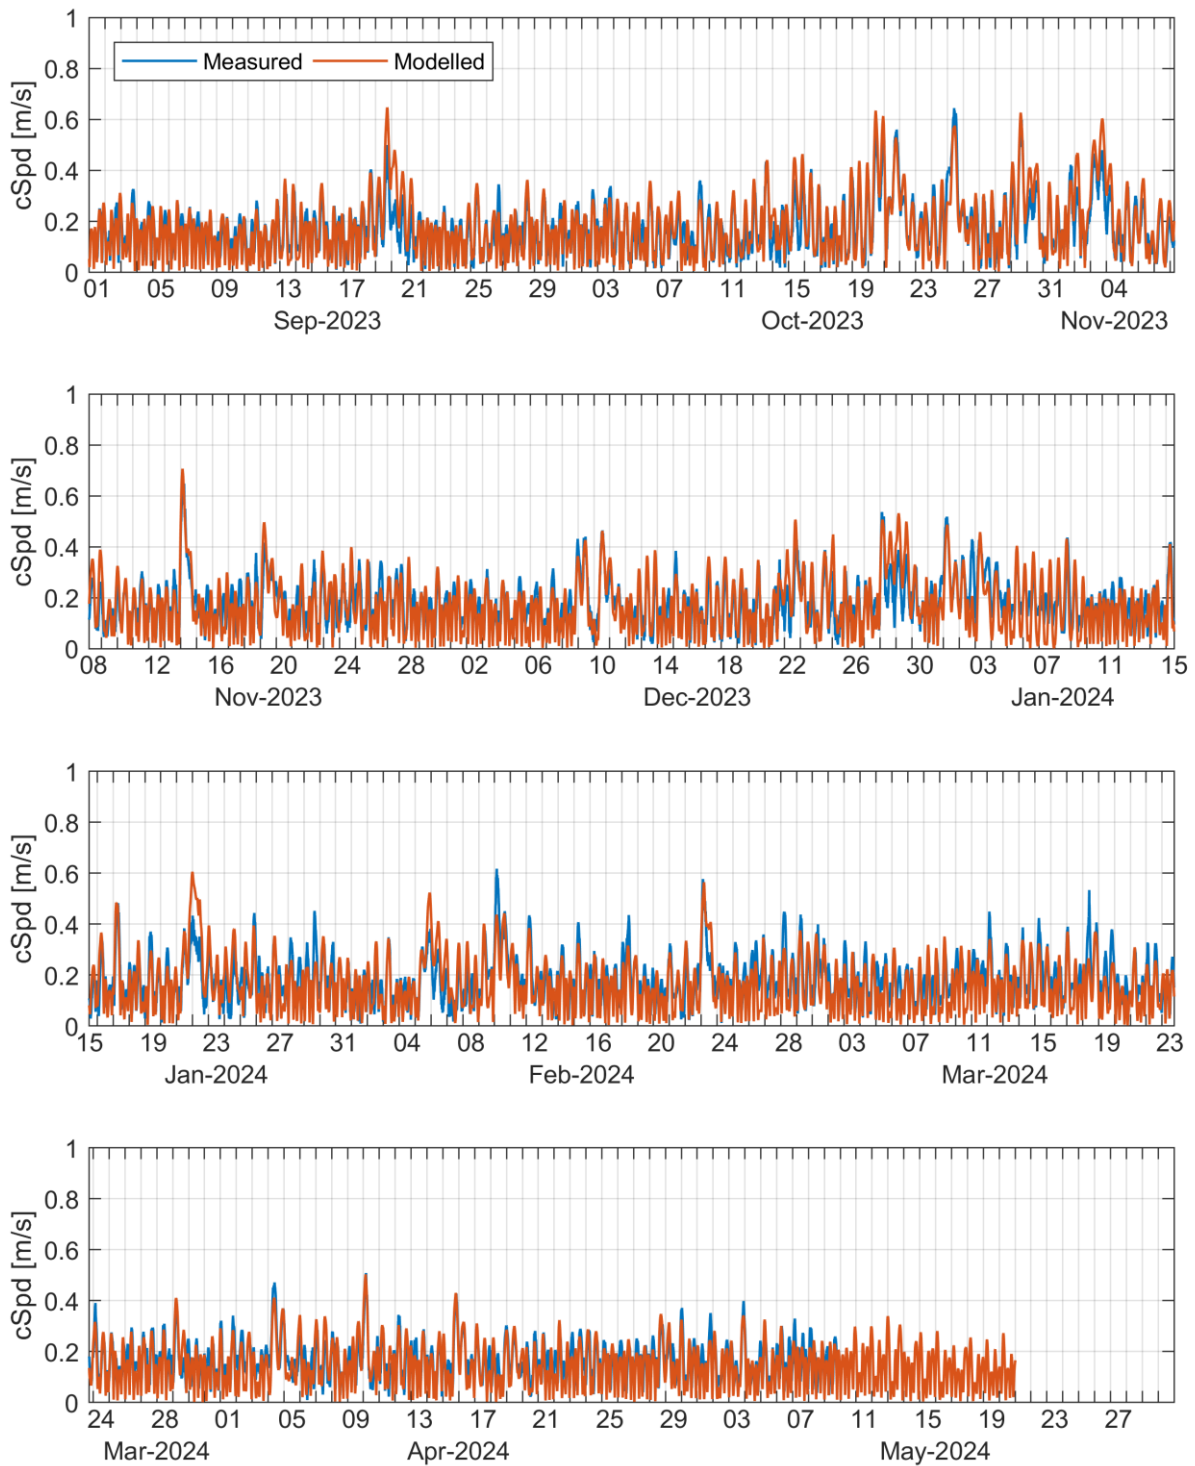 1
0.8
0.6
0.4
0.2
0
cSpd [m/s]
Measured Modelled
01 05 09 13 17 21 25 29 03 07 11 15 19 23 27 31 04
Sep-2023 Oct-2023 Nov-2023
1
0.8
0.6
0.4
0.2
0
cSpd [m/s]
08 12 16 20 24 28 02 06 10 14 18 22 26 30 03 07 11 15
Nov-2023 Dec-2023 Jan-2024
1
0.8
0.6
0.4
0.2
0
cSpd [m/s]
15 19 23 27 31 04 08 12 16 20 24 28 03 07 11 15 19 23
Jan-2024 Feb-2024 Mar-2024
1
0.8
0.6
0.4
0.2
0
cSpd [m/s]
24 28 01 05 09 13 17 21 25 29 03 07 11 15 19 23 27
Mar-2024 Apr-2024 May-2024